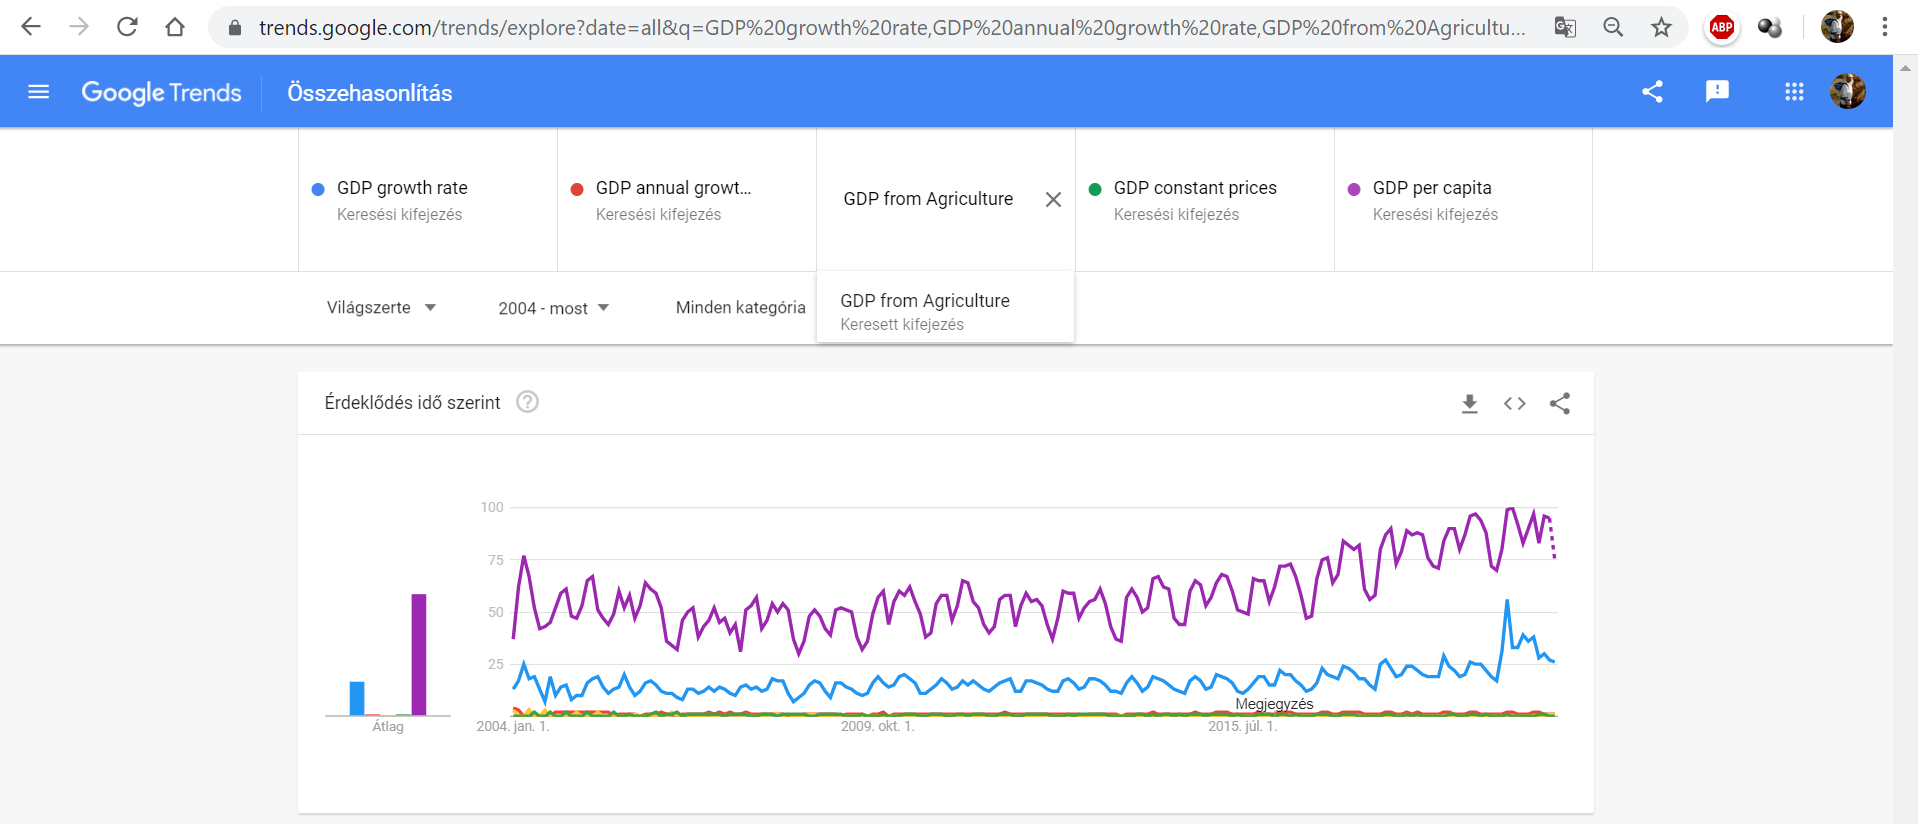 trends.google.com/trends/explore?date=all&q=GDP%20growth%20rate,GDP%20annual%20growth%20rate,GDP%20from%20Agricultu...
ABP
Google Trends
Összehasonlítás
GDP growth rate
Keresési kifejezés
GDP annual growt...
Keresési kifejezés
GDP from Agriculture
GDP constant prices
Keresési kifejezés
GDP per capita
Keresési kifejezés
Világszerte
2004 - most
Minden kategória
GDP from Agriculture
Keresett kifejezés
Érdeklődés idő szerint
100
75
50
25
Megjegyzés
Átlag
2004. jan. 1.
2009. okt. 1.
2015. júl. 1.